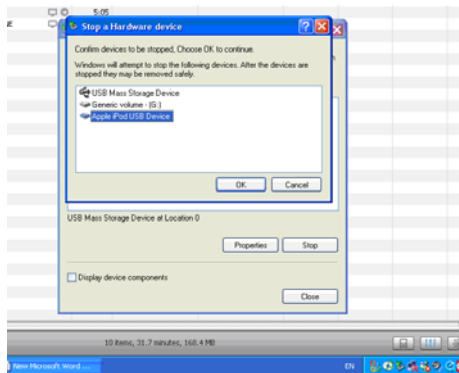 5:05
Stop a Hardware device
Confirm devices to be stopped, Choose OK to continue.
Windows will attempt to stop the following devices. After the devices are
stopped they may be removed safely.
USB Mass Storage Device
Generic volume - (G:)
Apple iPod USB Device
OK
Cancel
USB Mass Storage Device at Location 0
Properties
Stop
Display device components
Close
10 items, 31.7 minutes, 168.4 MB
New Microsoft Word ...
EN